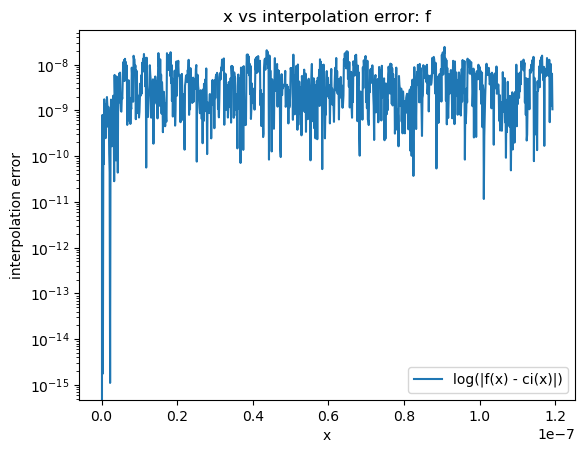 x vs interpolation error: f
interpolation error
10⁻⁸
10⁻⁹
10⁻¹⁰
10⁻¹¹
10⁻¹²
10⁻¹³
10⁻¹⁴
10⁻¹⁵
log(|f(x) - ci(x)|)
0.0 0.2 0.4 0.6 0.8 1.0 1.2
1e−7
x